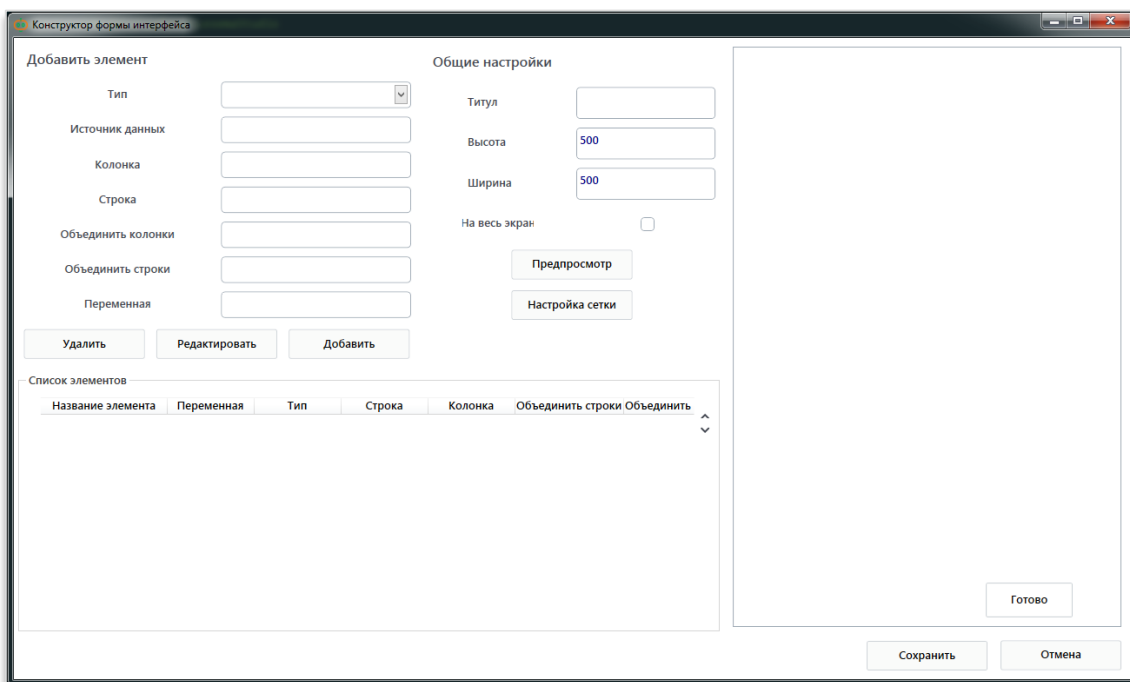 Конструктор формы интерфейса
Добавить элемент
Тип
Источник данных
Колонка
Строка
Объединить колонки
Объединить строки
Переменная
Удалить Редактировать Добавить
Общие настройки
Титул
Высота 500
Ширина 500
На весь экран
Предпросмотр
Настройка сетки
Список элементов
Название элемента Переменная Тип Строка Колонка Объединить строки Объединить
Готово
Сохранить Отмена